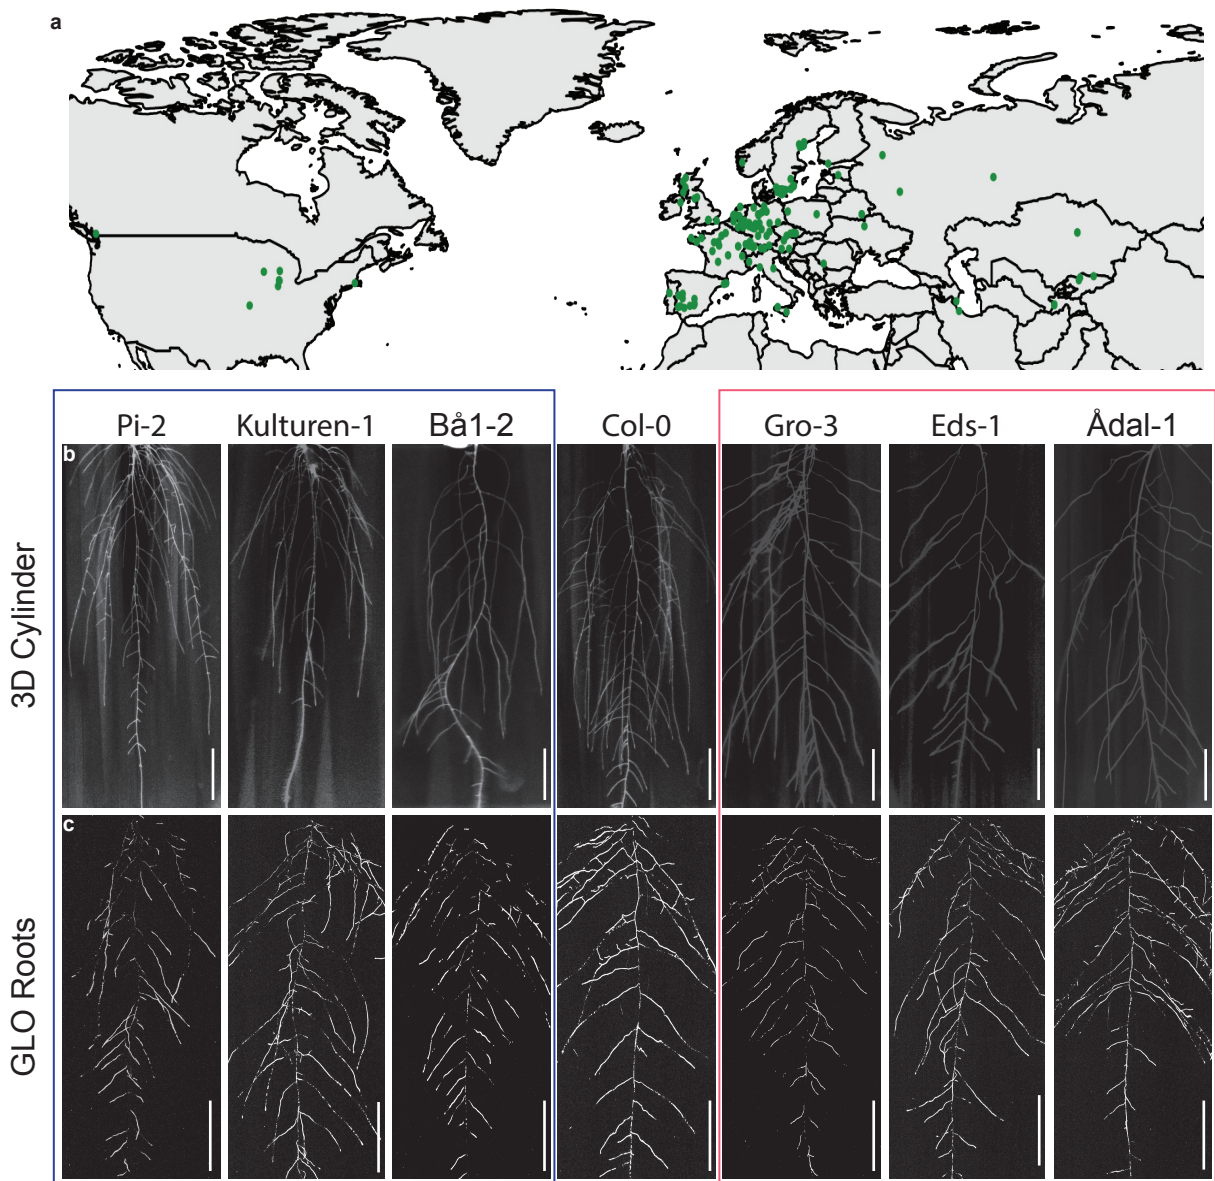 a
Pi-2
Kulturen-1
Bå1-2
Col-0
Gro-3
Eds-1
Ådal-1
b
3D Cylinder
c
GLO Roots